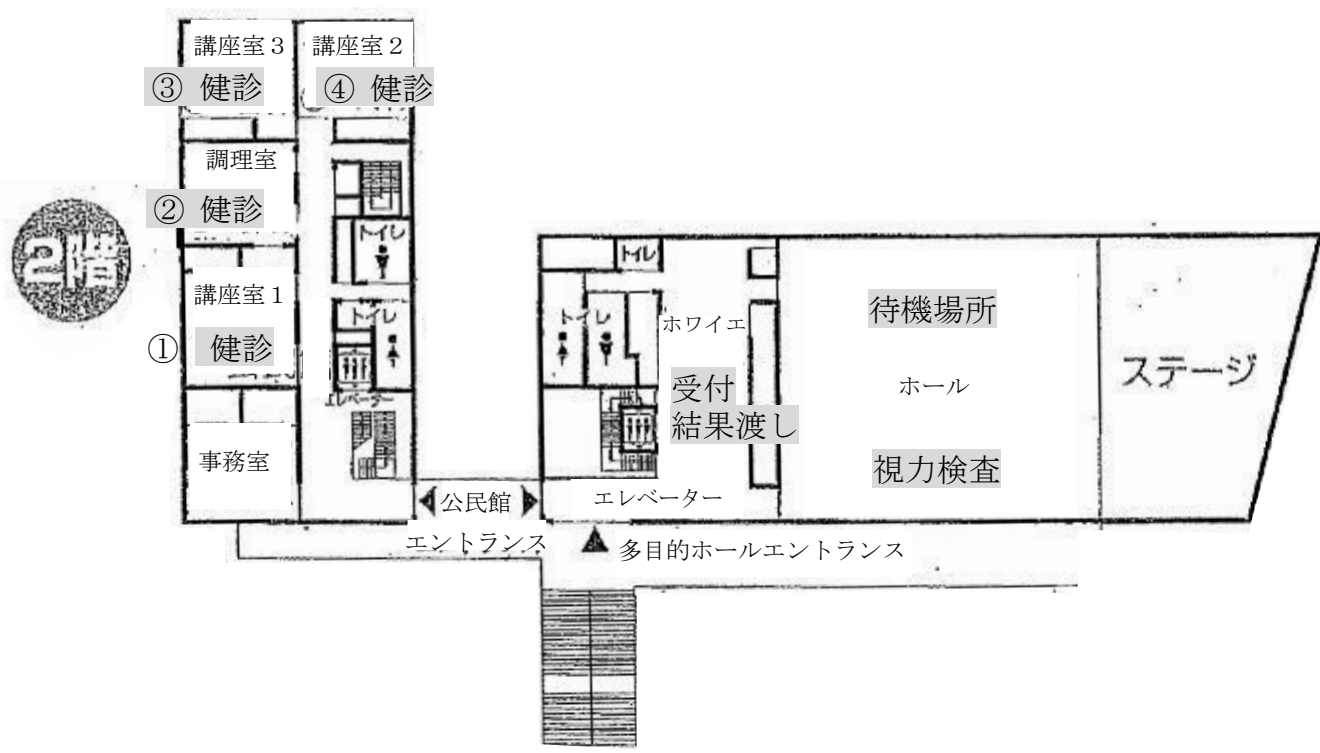 講座室３
講座室２
③ 健診
④ 健診
調理室
② 健診
トイレ
2階
講座室１
① 健診
トイレ
エレベーター
事務室
トイレ
トイレ
ホワイエ
受付
結果渡し
待機場所
ホール
視力検査
ステージ
エレベーター
公民館
エントランス
多目的ホールエントランス